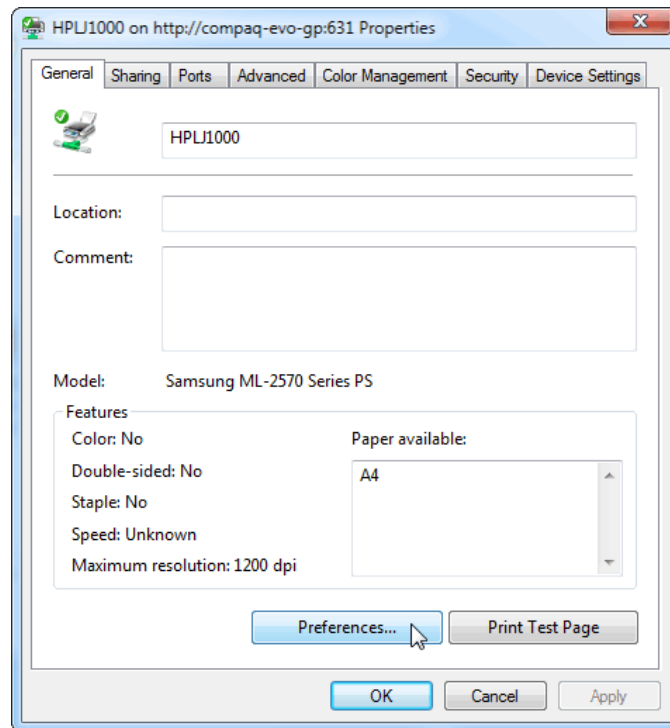 HPLJ1000 on http://compaq-evo-gp:631 Properties
General Sharing Ports Advanced Color Management Security Device Settings
HPLJ1000
Location:
Comment:
Model: Samsung ML-2570 Series PS
Features
Color: No Paper available:
Double-sided: No A4
Staple: No
Speed: Unknown
Maximum resolution: 1200 dpi
Preferences... Print Test Page
OK Cancel Apply